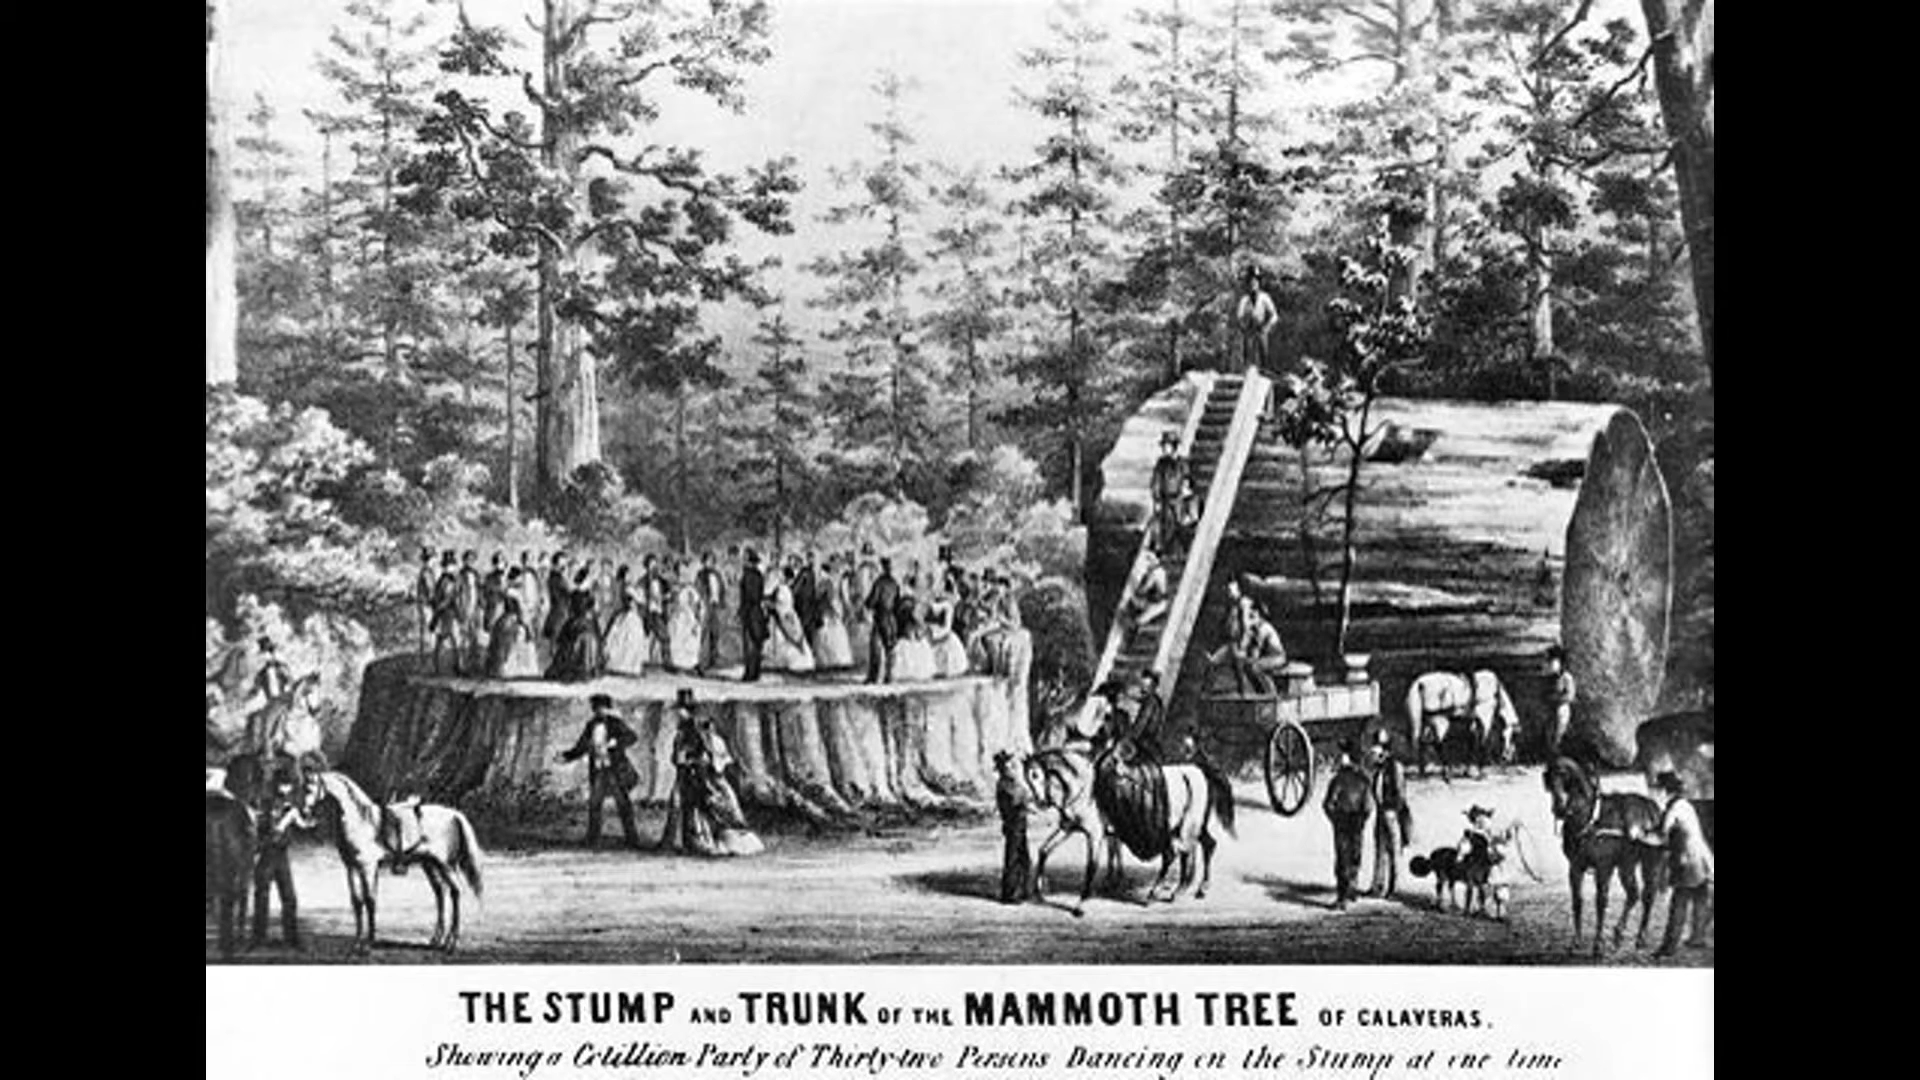 THE STUMP AND TRUNK OF THE MAMMOTH TREE OF CALAVERAS.
Showing a Cotillion Party of Thirty-two Persons Dancing on the Stump at one time